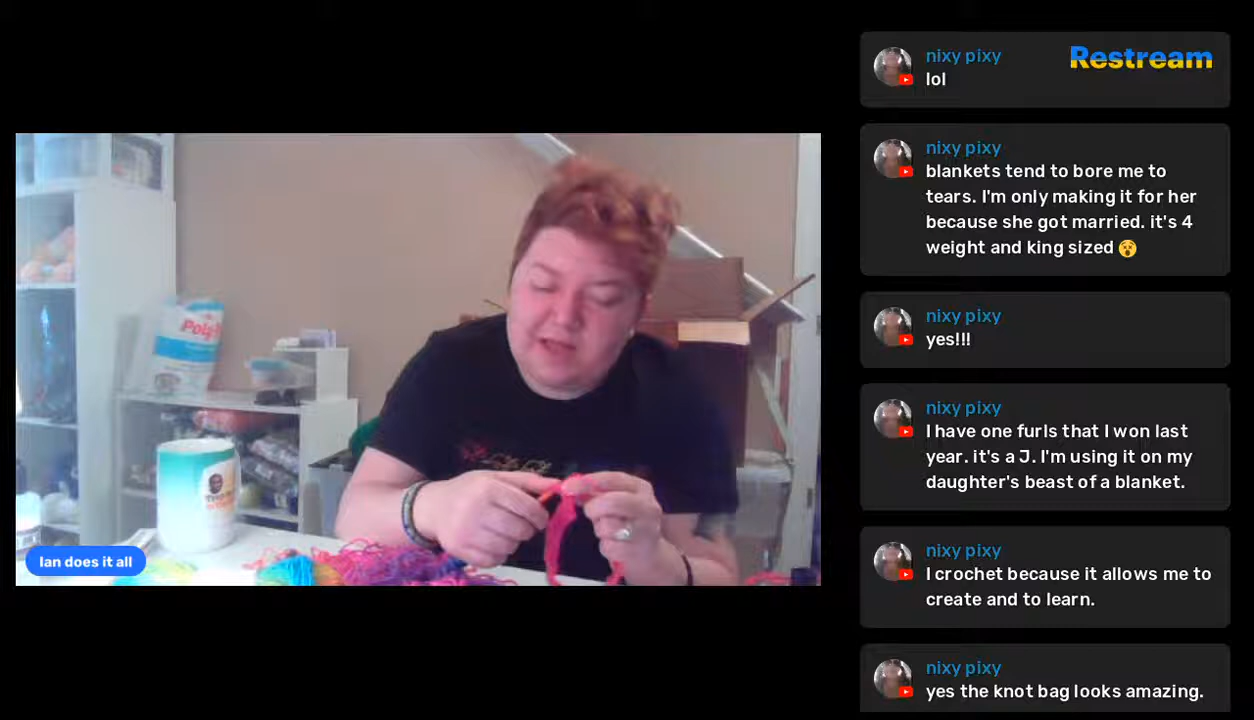 nixy pixy
Restream
lol
nixy pixy
blankets tend to bore me to
tears. I'm only making it for her
because she got married. it's 4
weight and king sized 😵
nixy pixy
yes!!!
nixy pixy
I have one furls that I won last
year. it's a J. I'm using it on my
daughter's beast of a blanket.
nixy pixy
I crochet because it allows me to
create and to learn.
nixy pixy
yes the knot bag looks amazing.
Ian does it all